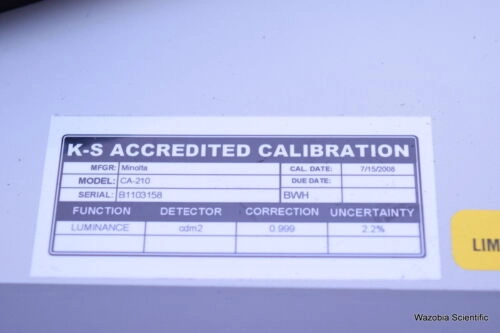 K-S ACCREDITED CALIBRATION
MFGR: Minolta CAL. DATE: 7/15/2008
MODEL: CA-210 DUE DATE:
SERIAL: B1103158 BWH
FUNCTION DETECTOR CORRECTION UNCERTAINTY
LUMINANCE cdm2 0.999 2.2%
LIM
Wazobia Scientific